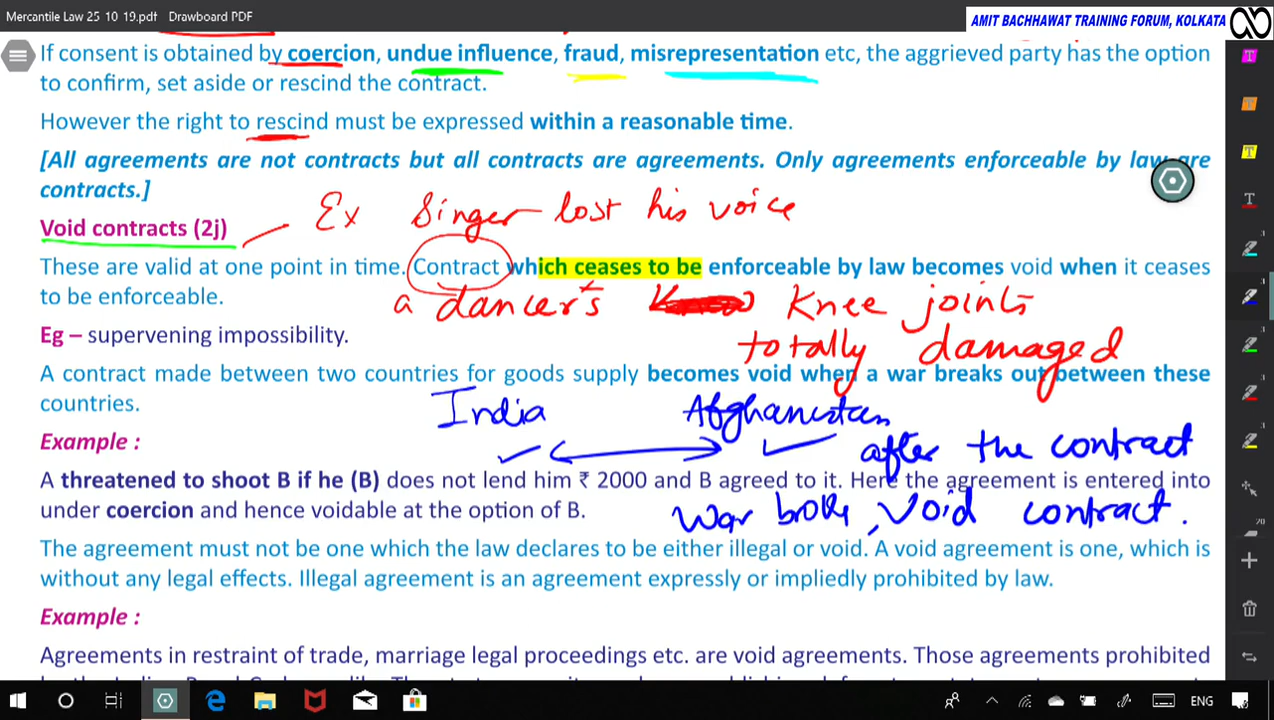 Mercantile Law 25 10 19.pdf Drawboard PDF
AMIT BACHHAWAT TRAINING FORUM, KOLKATA
If consent is obtained by coercion, undue influence, fraud, misrepresentation etc, the aggrieved party has the option
to confirm, set aside or rescind the contract.
However the right to rescind must be expressed within a reasonable time.
[All agreements are not contracts but all contracts are agreements. Only agreements enforceable by law are
contracts.]
Ex Singer lost his voice
Void contracts (2j)
These are valid at one point in time. Contract which ceases to be enforceable by law becomes void when it ceases
to be enforceable.
a dancer's Knee joints
totally damaged
Eg – supervening impossibility.
A contract made between two countries for goods supply becomes void when a war breaks out between these
countries.
India Afghanistan
after the contract
Example :
A threatened to shoot B if he (B) does not lend him ₹ 2000 and B agreed to it. Here the agreement is entered into
under coercion and hence voidable at the option of B.
War broke, void contract.
The agreement must not be one which the law declares to be either illegal or void. A void agreement is one, which is
without any legal effects. Illegal agreement is an agreement expressly or impliedly prohibited by law.
Example :
Agreements in restraint of trade, marriage legal proceedings etc. are void agreements. Those agreements prohibited
ENG